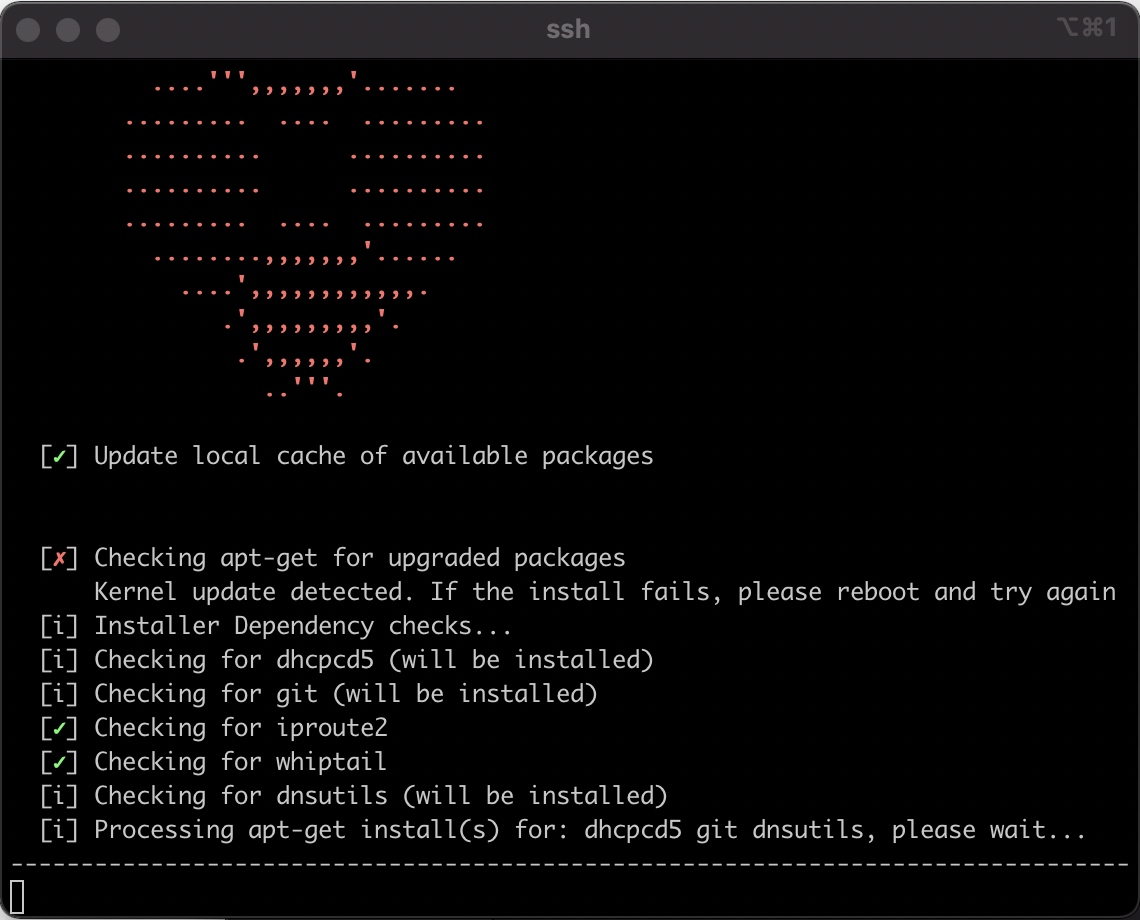 ssh ⌥⌘1
....''',,,,,,,'.......
.........  ....  .........
..........      ..........
..........      ..........
.........  ....  .........
........,,,,,,,'......
....',,,,,,,,,,,,.
.',,,,,,,,,'.
.',,,,,,'.
..'''.
[✓] Update local cache of available packages
[✗] Checking apt-get for upgraded packages
Kernel update detected. If the install fails, please reboot and try again
[i] Installer Dependency checks...
[i] Checking for dhcpcd5 (will be installed)
[i] Checking for git (will be installed)
[✓] Checking for iproute2
[✓] Checking for whiptail
[i] Checking for dnsutils (will be installed)
[i] Processing apt-get install(s) for: dhcpcd5 git dnsutils, please wait...
--------------------------------------------------------------------------------